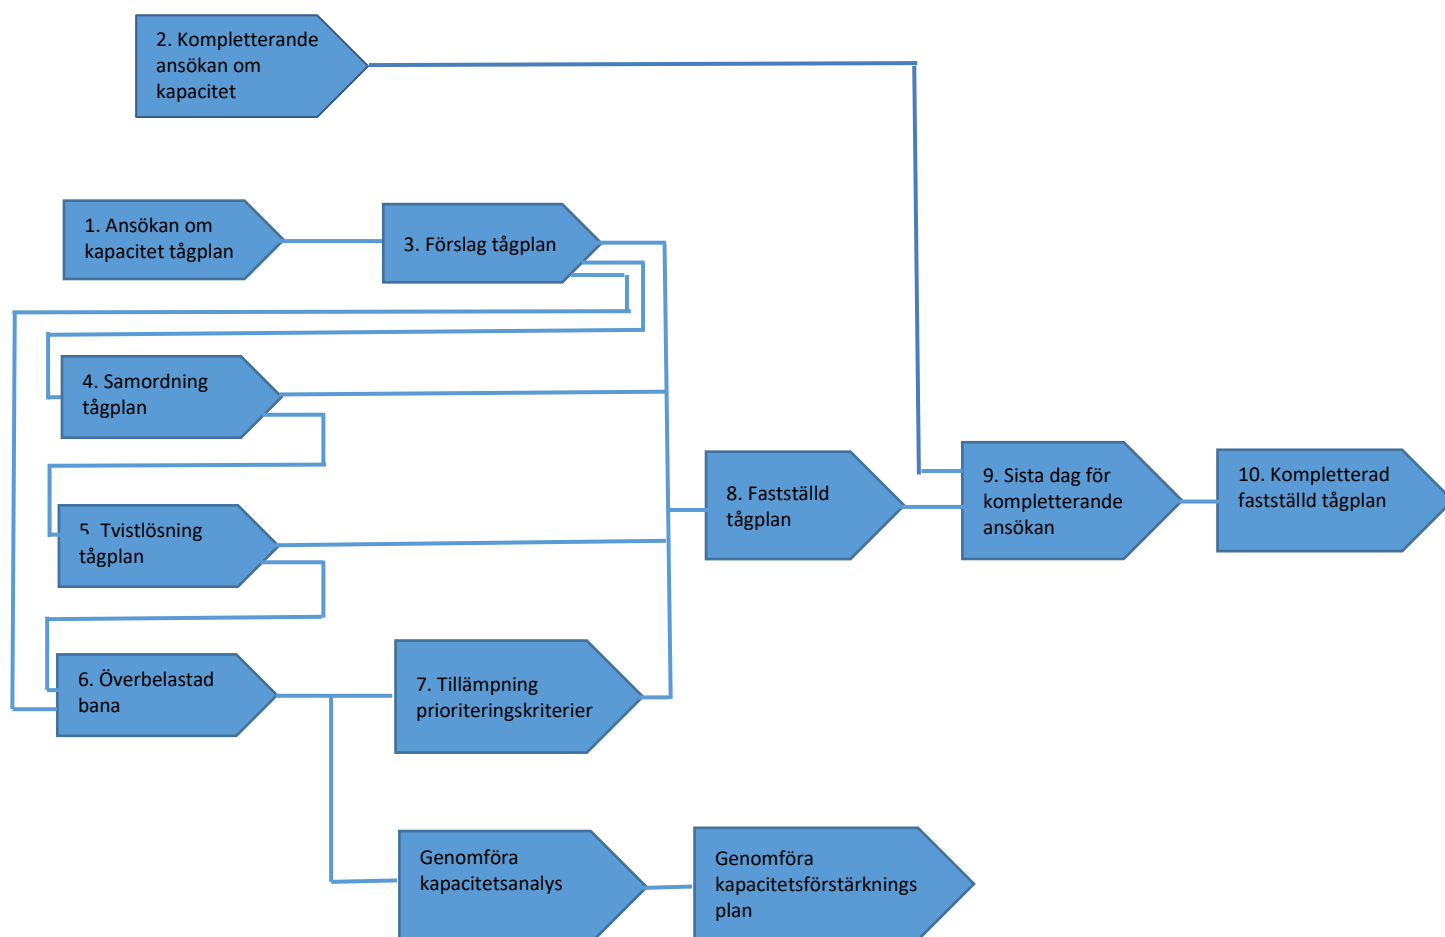 2. Kompletterande
ansökan om
kapacitet
1. Ansökan om
kapacitet tågplan
3. Förslag tågplan
4. Samordning
tågplan
5. Tvistlösning
tågplan
6. Överbelastad
bana
7. Tillämpning
prioriteringskriterier
8. Fastställd
tågplan
9. Sista dag för
kompletterande
ansökan
10. Kompletterad
fastställd tågplan
Genomföra
kapacitetsanalys
Genomföra
kapacitetsförstärknings
plan